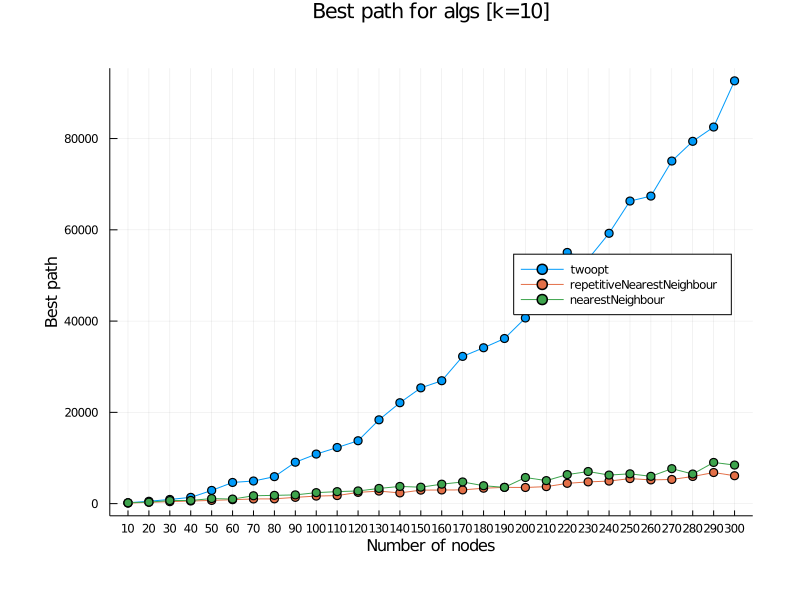 Best path for algs [k=10]
Best path
80000
60000
40000
20000
0
twoopt
repetitiveNearestNeighbour
nearestNeighbour
10 20 30 40 50 60 70 80 90 100 110 120 130 140 150 160 170 180 190 200 210 220 230 240 250 260 270 280 290 300
Number of nodes